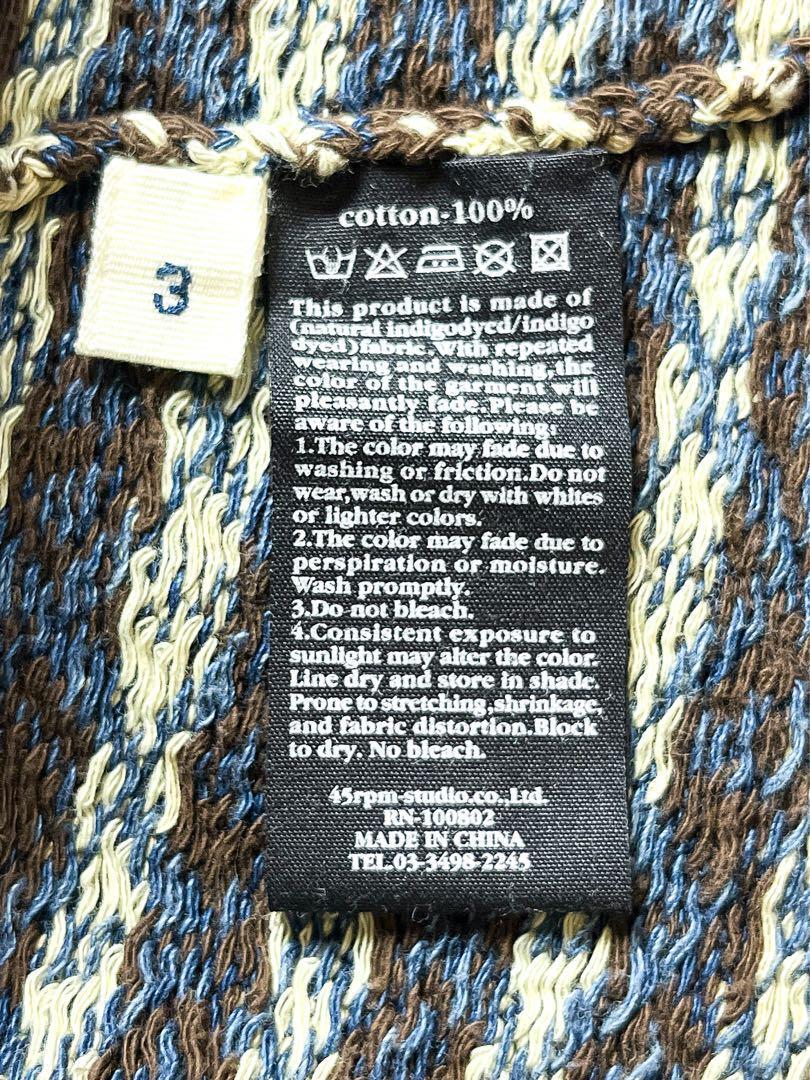 3
cotton-100%
This product is made of
(natural indigodyed/indigo
dyed)fabric.With repeated
wearing and washing,the
color of the garment will
pleasantly fade.Please be
aware of the following:
1.The color may fade due to
washing or friction.Do not
wear,wash or dry with whites
or lighter colors.
2.The color may fade due to
perspiration or moisture.
Wash promptly.
3.Do not bleach.
4.Consistent exposure to
sunlight may alter the color.
Line dry and store in shade.
Prone to stretching,shrinkage,
and fabric distortion.Block
to dry. No bleach.
45rpm-studio.co.,Ltd.
RN-100802
MADE IN CHINA
TEL.03-3498-2245